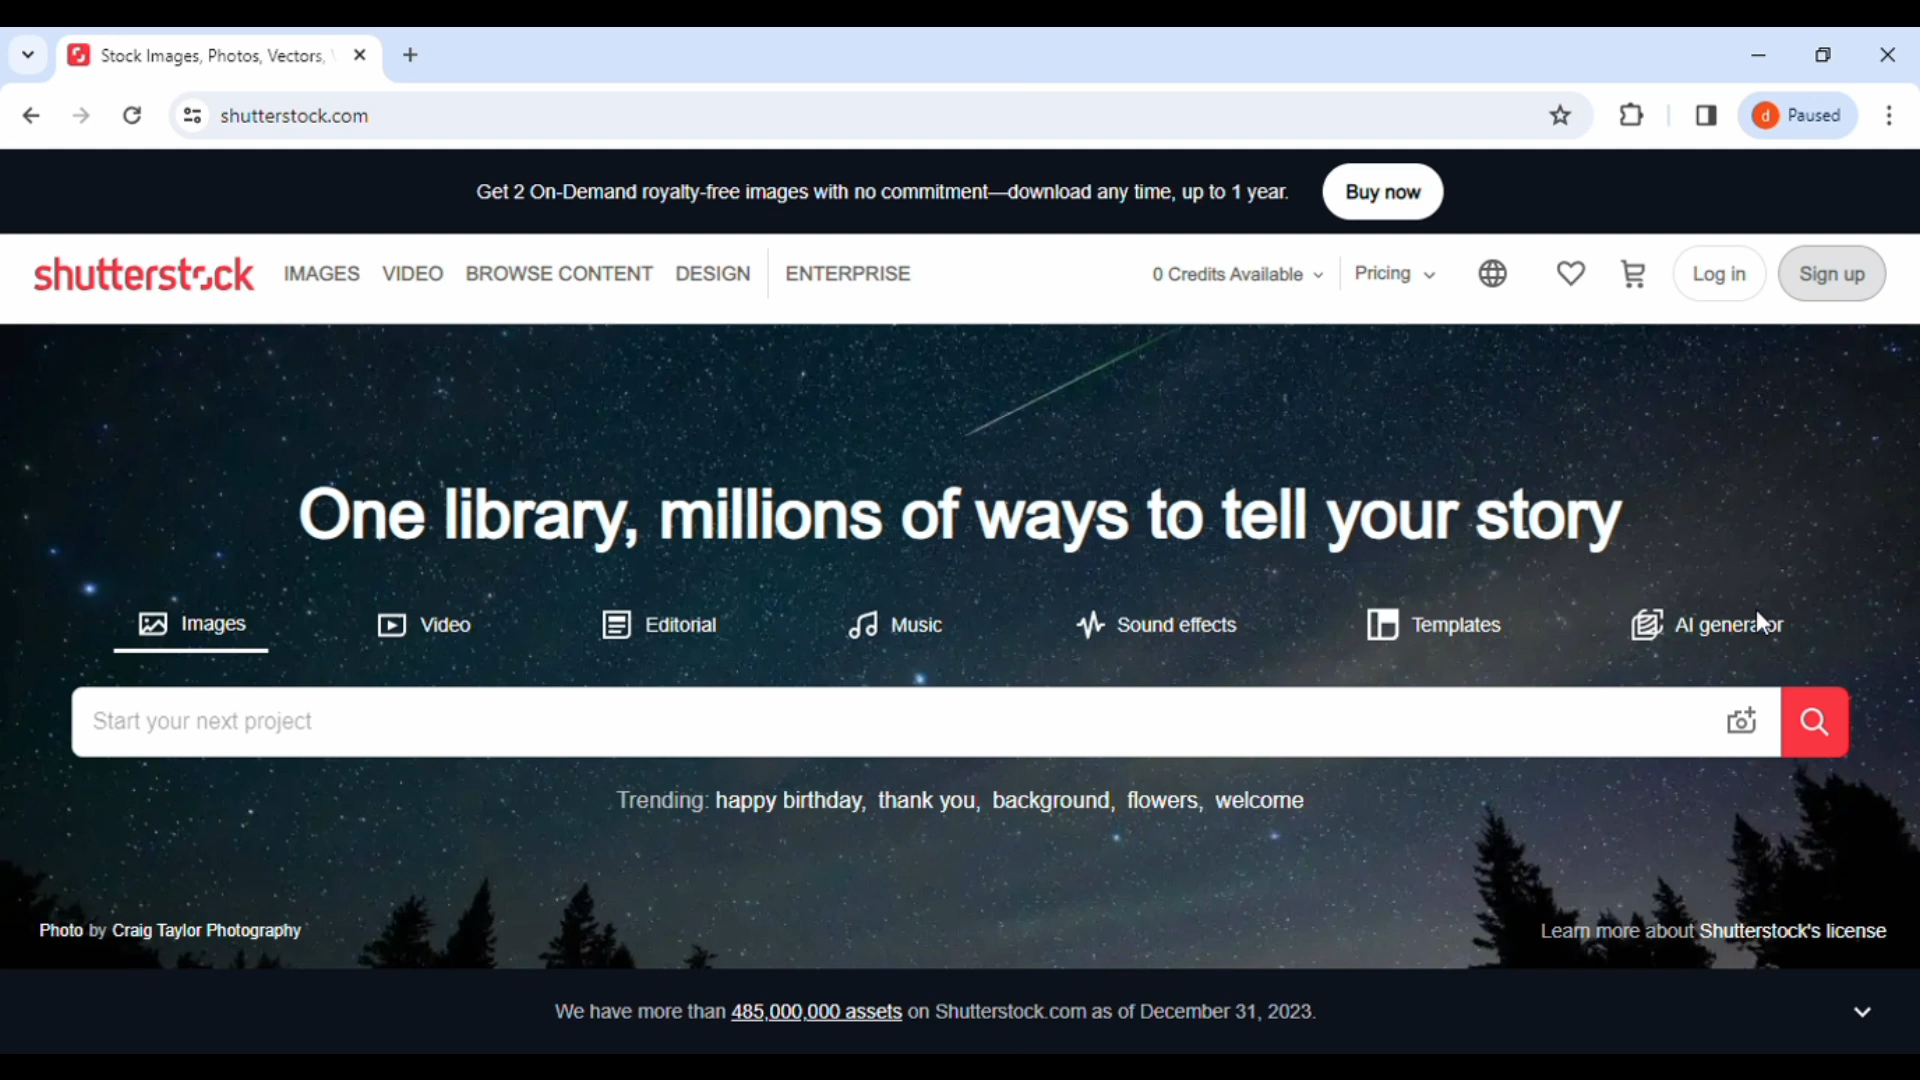 Stock Images, Photos, Vectors,
shutterstock.com
d Paused
Get 2 On-Demand royalty-free images with no commitment—download any time, up to 1 year. Buy now
shutterstock IMAGES VIDEO BROWSE CONTENT DESIGN ENTERPRISE 0 Credits Available Pricing Log in Sign up
One library, millions of ways to tell your story
Images Video Editorial Music Sound effects Templates AI generator
Start your next project
Trending: happy birthday, thank you, background, flowers, welcome
Photo by Craig Taylor Photography Learn more about Shutterstock's license
We have more than 485,000,000 assets on Shutterstock.com as of December 31, 2023.